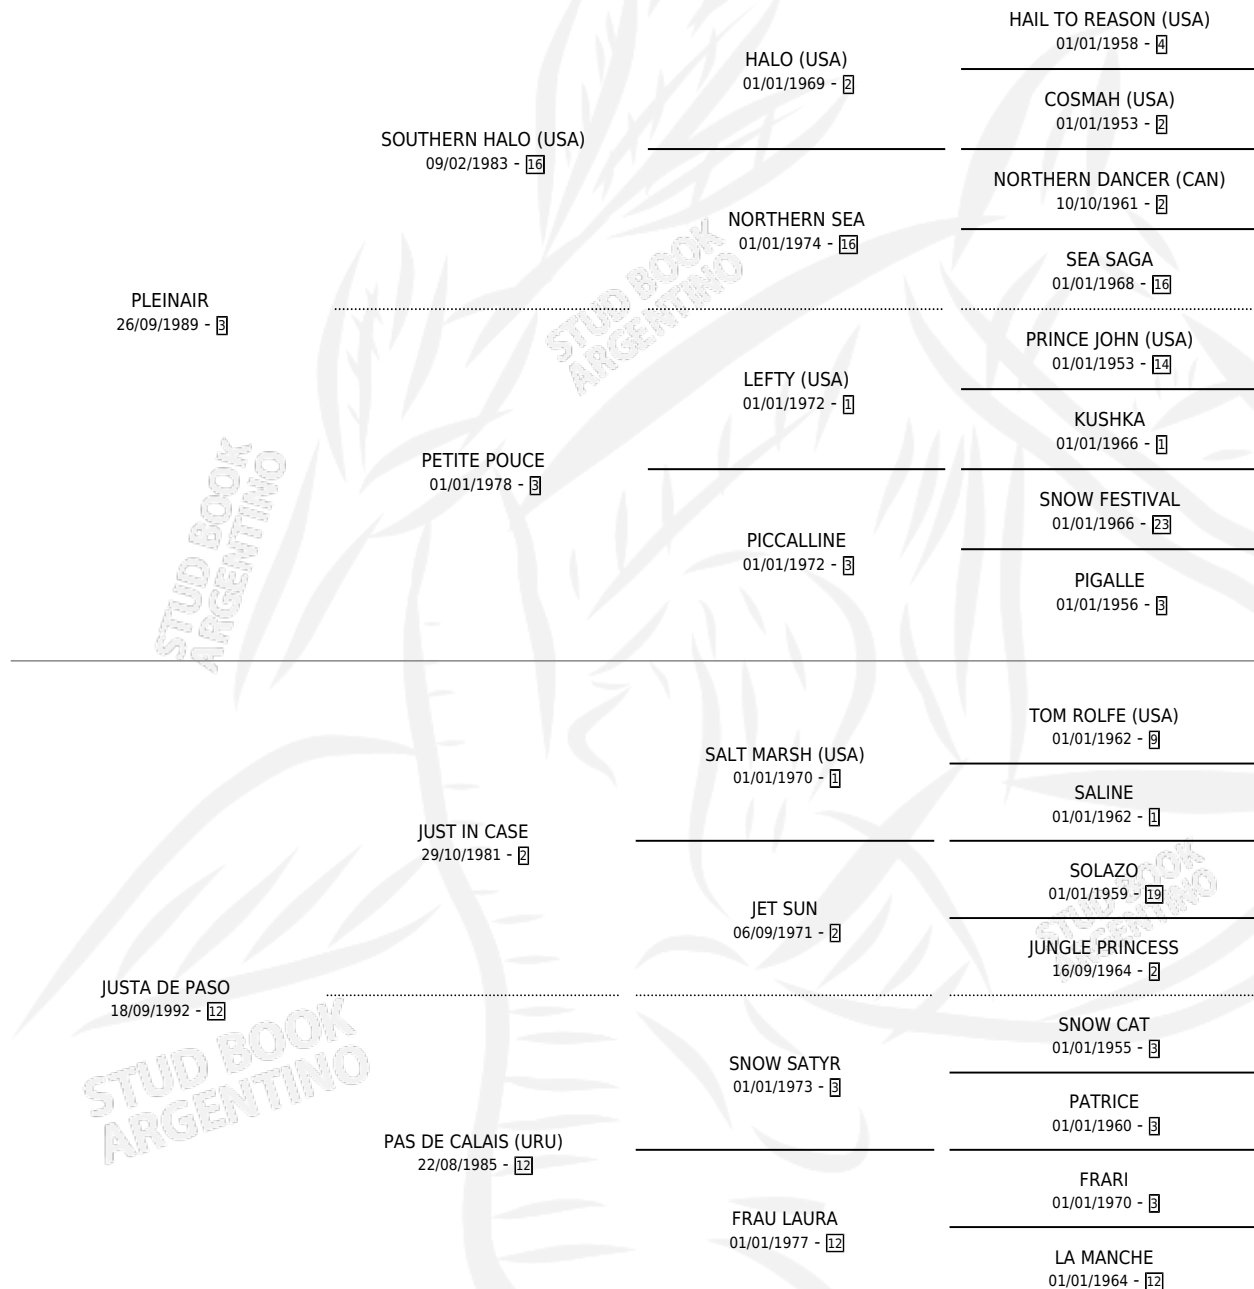 HAIL TO REASON (USA)
01/01/1958 - 4
HALO (USA)
01/01/1969 - 2
COSMAH (USA)
01/01/1953 - 2
SOUTHERN HALO (USA)
09/02/1983 - 16
NORTHERN DANCER (CAN)
10/10/1961 - 2
NORTHERN SEA
01/01/1974 - 16
SEA SAGA
01/01/1968 - 16
PLEINAIR
26/09/1989 - 3
STUD BOOK
ARGENTINO
PRINCE JOHN (USA)
01/01/1953 - 14
LEFTY (USA)
01/01/1972 - 1
KUSHKA
01/01/1966 - 1
PETITE POUCE
01/01/1978 - 3
SNOW FESTIVAL
01/01/1966 - 23
PICCALLINE
01/01/1972 - 3
PIGALLE
01/01/1956 - 3
STUD BOOK
ARGENTINO
TOM ROLFE (USA)
01/01/1962 - 9
SALT MARSH (USA)
01/01/1970 - 1
SALINE
01/01/1962 - 1
JUST IN CASE
29/10/1981 - 2
SOLAZO
01/01/1959 - 19
JET SUN
06/09/1971 - 2
JUNGLE PRINCESS
16/09/1964 - 2
STUD BOOK
ARGENTINO
JUSTA DE PASO
18/09/1992 - 12
SNOW CAT
01/01/1955 - 3
SNOW SATYR
01/01/1973 - 3
PATRICE
01/01/1960 - 3
STUD BOOK
ARGENTINO
PAS DE CALAIS (URU)
22/08/1985 - 12
FRARI
01/01/1970 - 3
FRAU LAURA
01/01/1977 - 12
LA MANCHE
01/01/1964 - 12